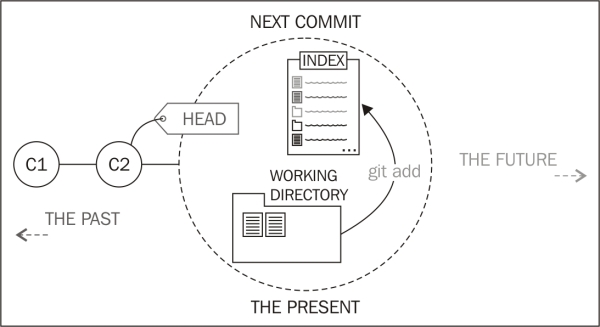 NEXT COMMIT
INDEX
HEAD
C1
C2
WORKING
DIRECTORY
git add
THE FUTURE
THE PAST
THE PRESENT